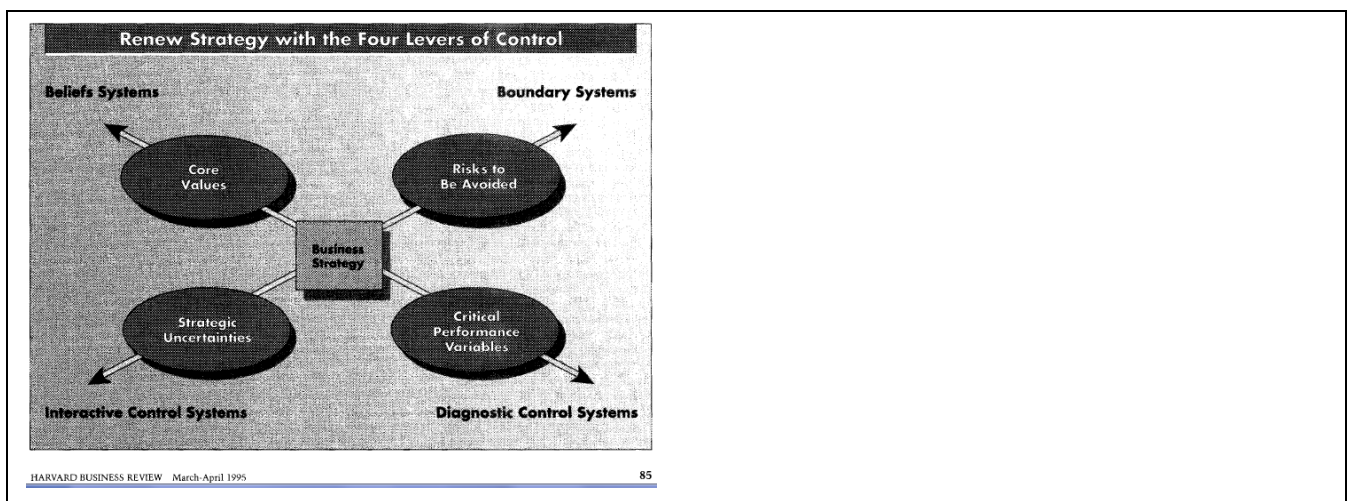 Renew Strategy with the Four Levers of Control
Beliefs Systems
Boundary Systems
Core
Values
Risks to
Be Avoided
Business
Strategy
Strategic
Uncertainties
Critical
Performance
Variables
Interactive Control Systems
Diagnostic Control Systems
HARVARD BUSINESS REVIEW March-April 1995
85